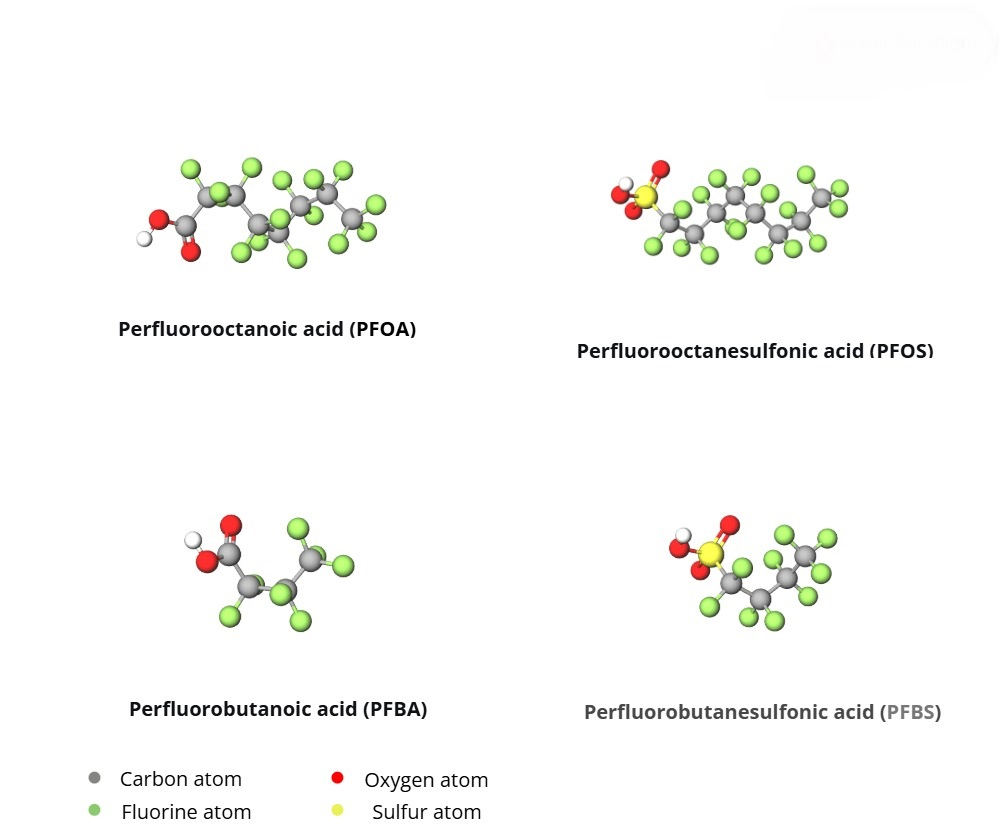 Perfluorooctanoic acid (PFOA)
Perfluorooctanesulfonic acid (PFOS)
Perfluorobutanoic acid (PFBA)
Perfluorobutanesulfonic acid (PFBS)
Carbon atom
Oxygen atom
Fluorine atom
Sulfur atom